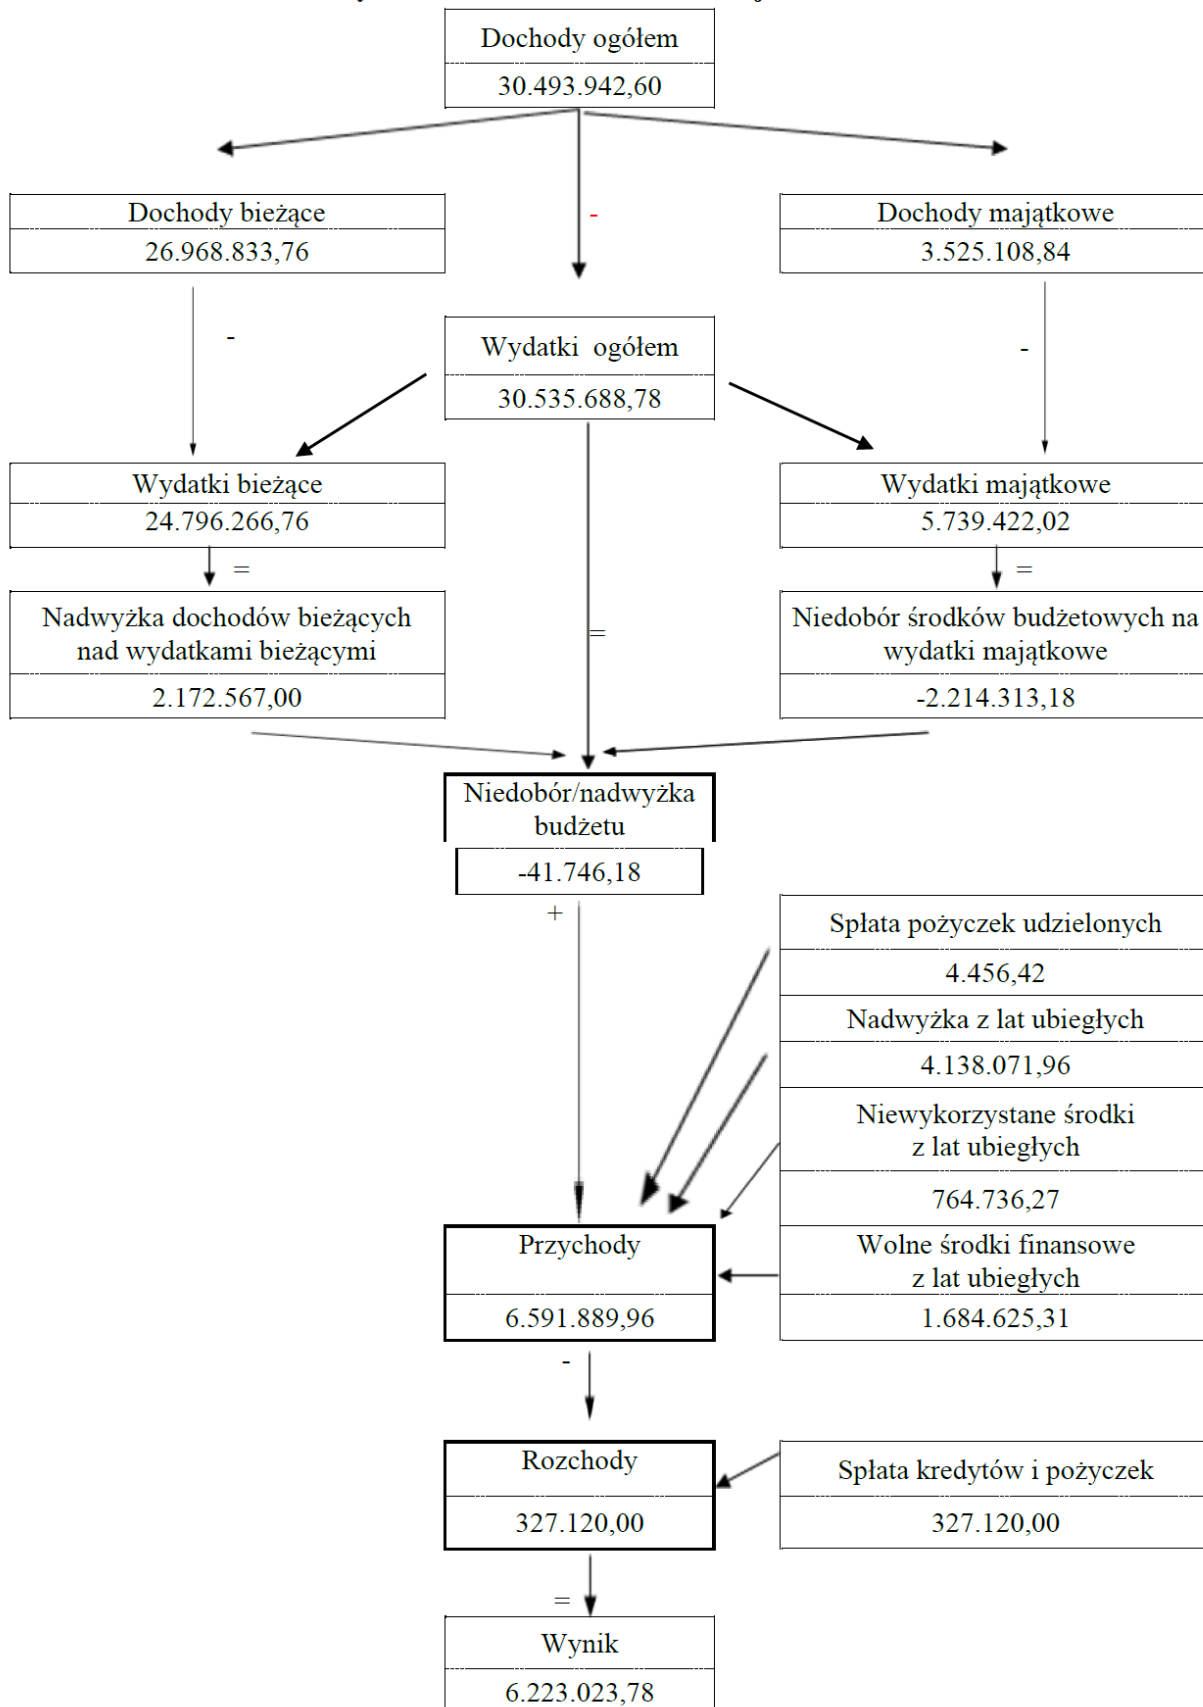 Dochody ogółem
30.493.942,60
Dochody bieżące
26.968.833,76
-
Dochody majątkowe
3.525.108,84
-
Wydatki ogółem
30.535.688,78
-
Wydatki bieżące
24.796.266,76
=
Wydatki majątkowe
5.739.422,02
=
Nadwyżka dochodów bieżących
nad wydatkami bieżącymi
2.172.567,00
=
Niedobór środków budżetowych na
wydatki majątkowe
-2.214.313,18
Niedobór/nadwyżka
budżetu
-41.746,18
+
Spłata pożyczek udzielonych
4.456,42
Nadwyżka z lat ubiegłych
4.138.071,96
Niewykorzystane środki
z lat ubiegłych
764.736,27
Wolne środki finansowe
z lat ubiegłych
1.684.625,31
Przychody
6.591.889,96
-
Rozchody
327.120,00
Spłata kredytów i pożyczek
327.120,00
=
Wynik
6.223.023,78